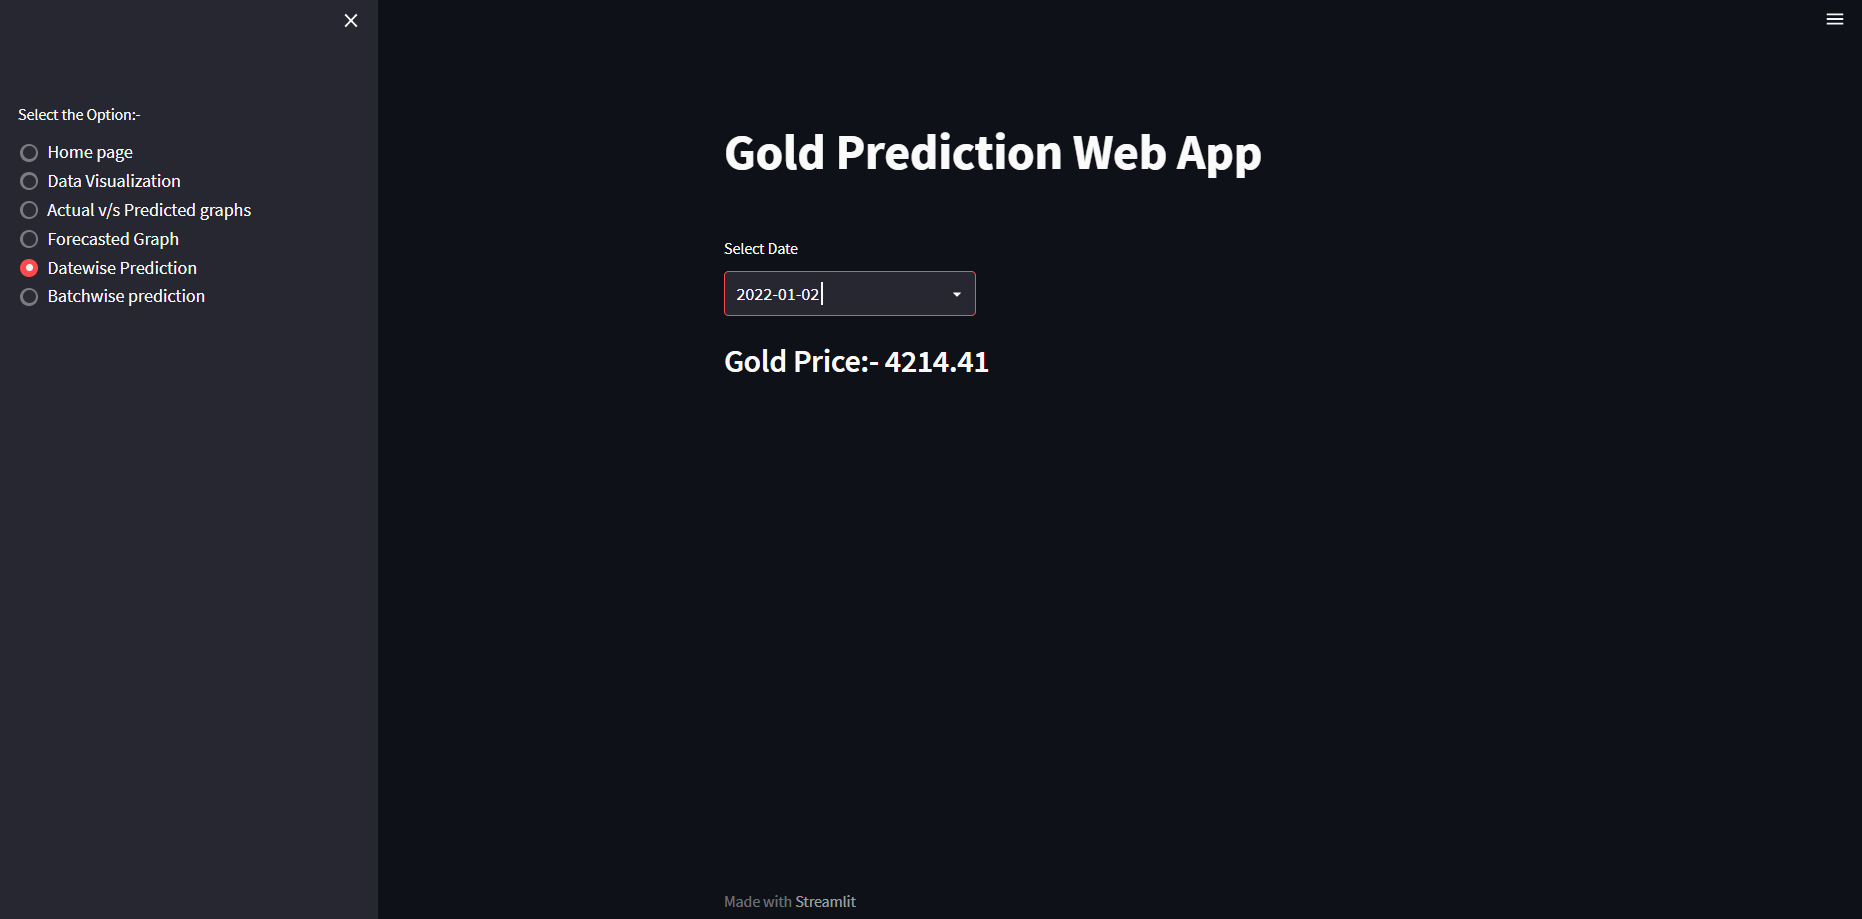 Select the Option:-
Home page
Data Visualization
Actual v/s Predicted graphs
Forecasted Graph
Datewise Prediction
Batchwise prediction
Gold Prediction Web App
Select Date
2022-01-02
Gold Price:- 4214.41
Made with Streamlit